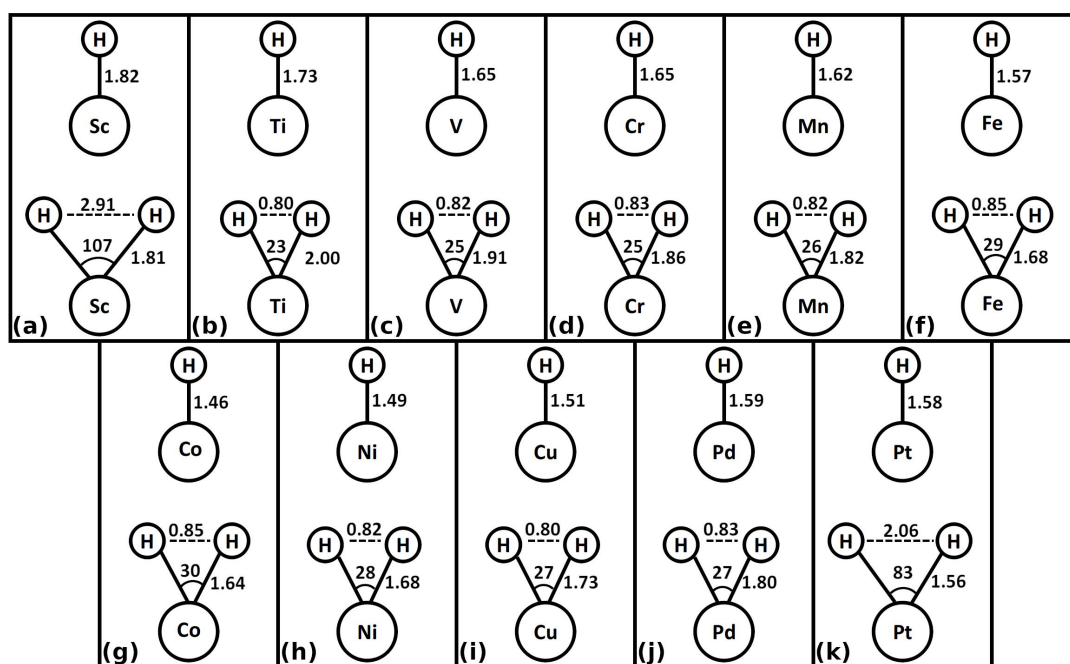 H H H H H H
1.82 1.73 1.65 1.65 1.62 1.57
Sc Ti V Cr Mn Fe
2.91 0.80 0.82 0.83 0.82 0.85
H H H H H H H H H H H H
107 1.81 23 2.00 25 1.91 25 1.86 26 1.82 29 1.68
(a) Sc (b) Ti (c) V (d) Cr (e) Mn (f) Fe
H H H H H
1.46 1.49 1.51 1.59 1.58
Co Ni Cu Pd Pt
0.85 0.82 0.80 0.83 2.06
H H H H H H H H H H
30 1.64 28 1.68 27 1.73 27 1.80 83 1.56
(g) Co (h) Ni (i) Cu (j) Pd (k) Pt